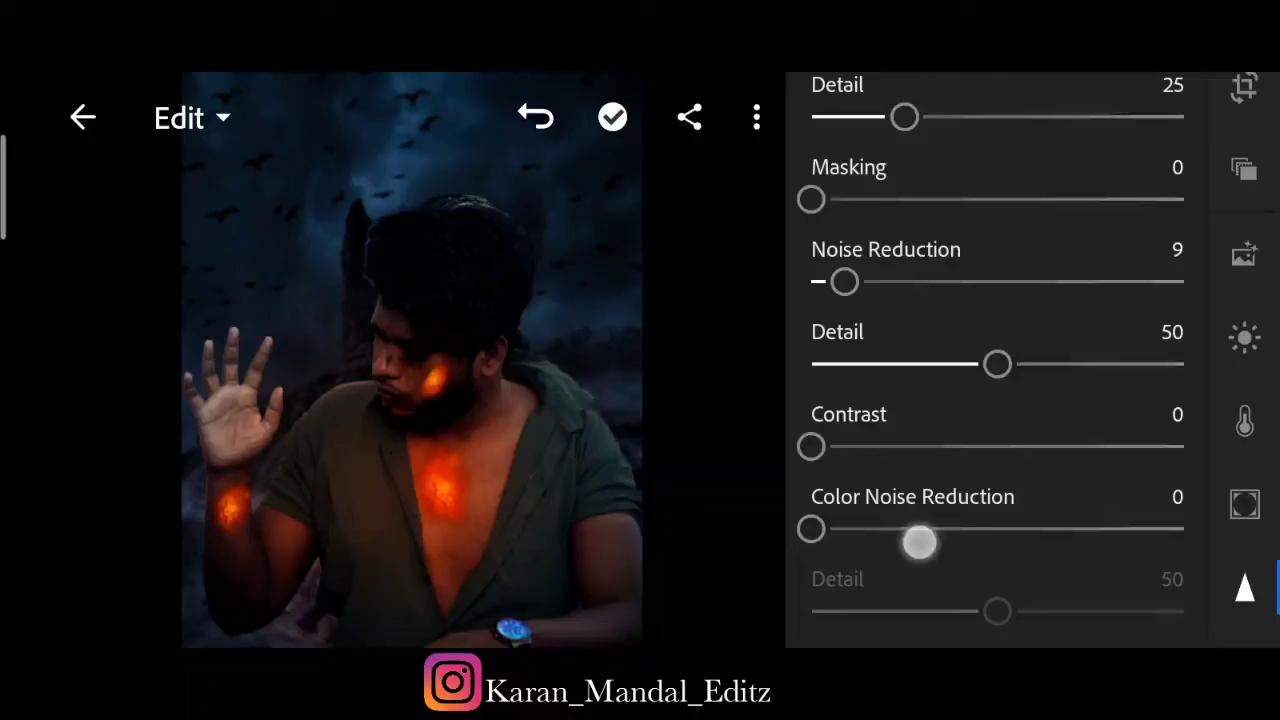 Edit
Detail 25
Masking 0
Noise Reduction 9
Detail 50
Contrast 0
Color Noise Reduction 0
Detail 50
Karan_Mandal_Editz